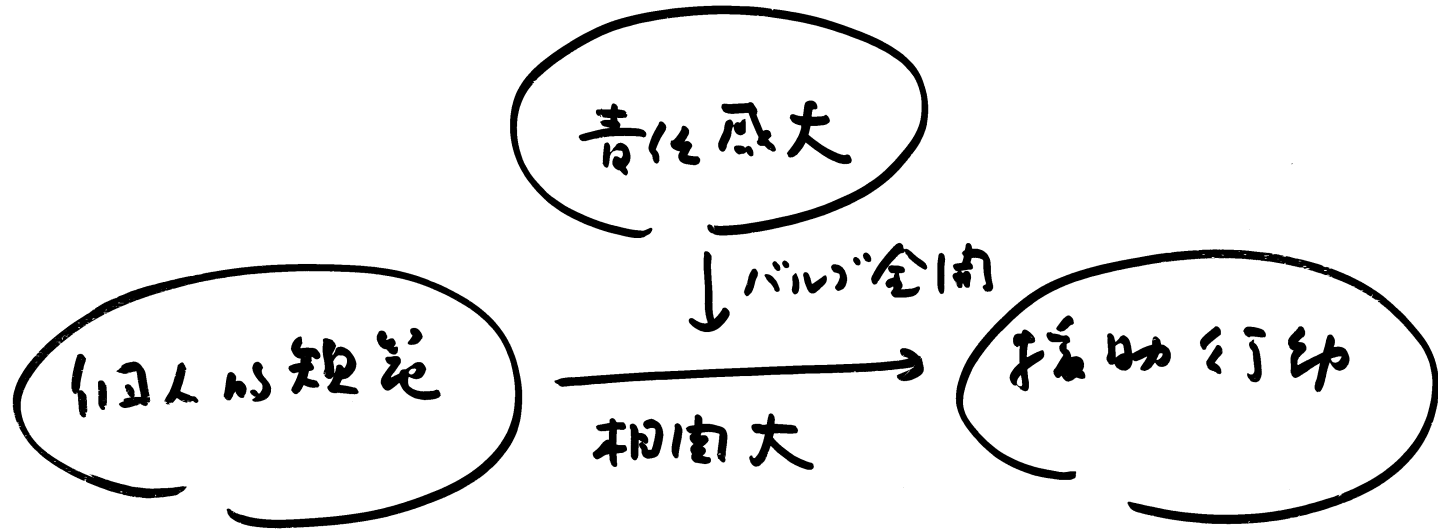 責任感大
バルブ全開
個人的規範
援助行動
相関大